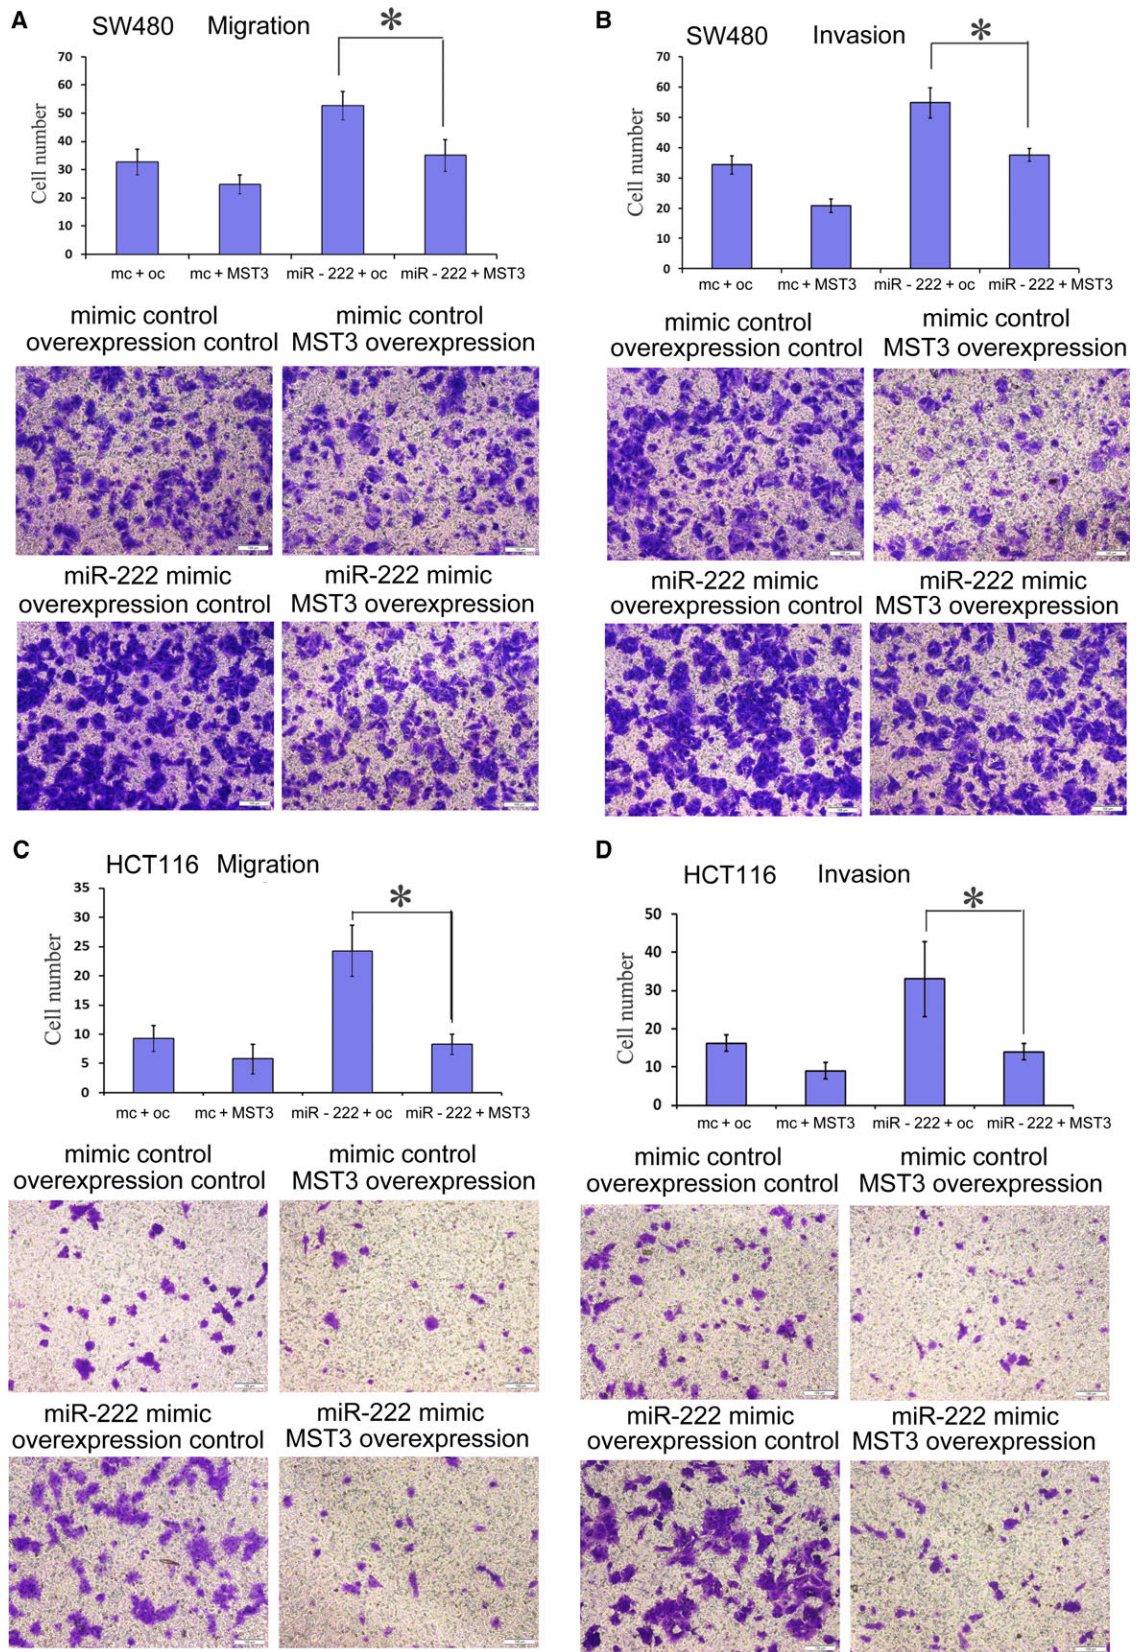 A
SW480 Migration
*
Cell number
70
60
50
40
30
20
10
0
mc + oc
mc + MST3
miR - 222 + oc
miR - 222 + MST3
mimic control
overexpression control
mimic control
MST3 overexpression
miR-222 mimic
overexpression control
miR-222 mimic
MST3 overexpression
B
SW480 Invasion
*
Cell number
70
60
50
40
30
20
10
0
mc + oc
mc + MST3
miR - 222 + oc
miR - 222 + MST3
mimic control
overexpression control
mimic control
MST3 overexpression
miR-222 mimic
overexpression control
miR-222 mimic
MST3 overexpression
C
HCT116 Migration
*
Cell number
35
30
25
20
15
10
5
0
mc + oc
mc + MST3
miR - 222 + oc
miR - 222 + MST3
mimic control
overexpression control
mimic control
MST3 overexpression
miR-222 mimic
overexpression control
miR-222 mimic
MST3 overexpression
D
HCT116 Invasion
*
Cell number
50
40
30
20
10
0
mc + oc
mc + MST3
miR - 222 + oc
miR - 222 + MST3
mimic control
overexpression control
mimic control
MST3 overexpression
miR-222 mimic
overexpression control
miR-222 mimic
MST3 overexpression